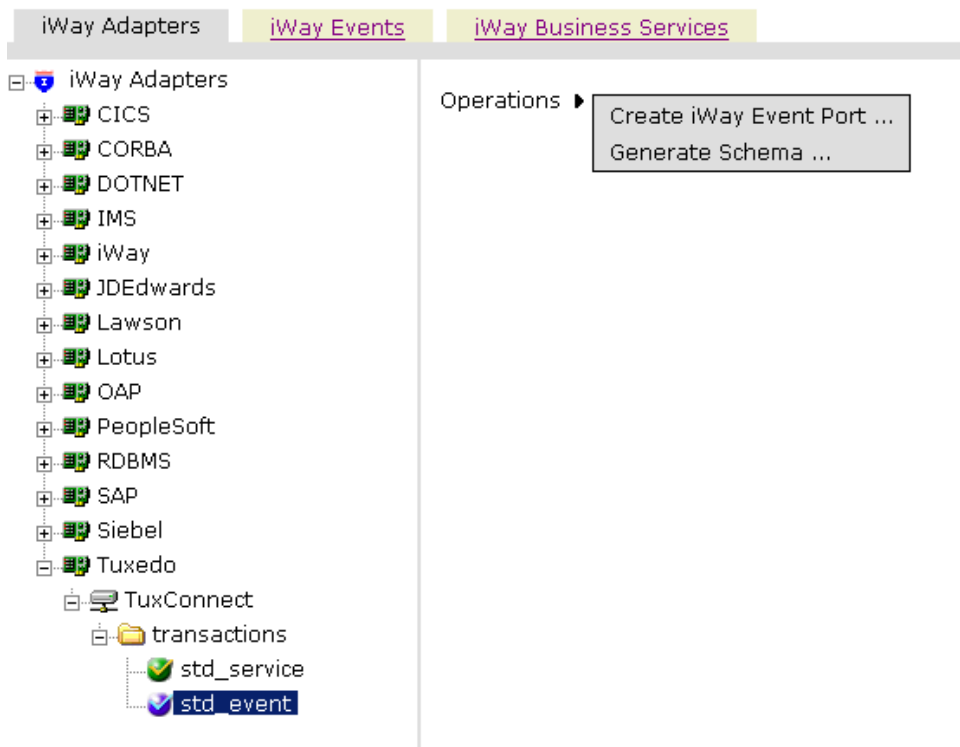 iWay Adapters iWay Events iWay Business Services
iWay Adapters
CICS
CORBA
DOTNET
IMS
iWay
JDEdwards
Lawson
Lotus
OAP
PeopleSoft
RDBMS
SAP
Siebel
Tuxedo
TuxConnect
transactions
std_service
std_event
Operations
Create iWay Event Port ...
Generate Schema ...